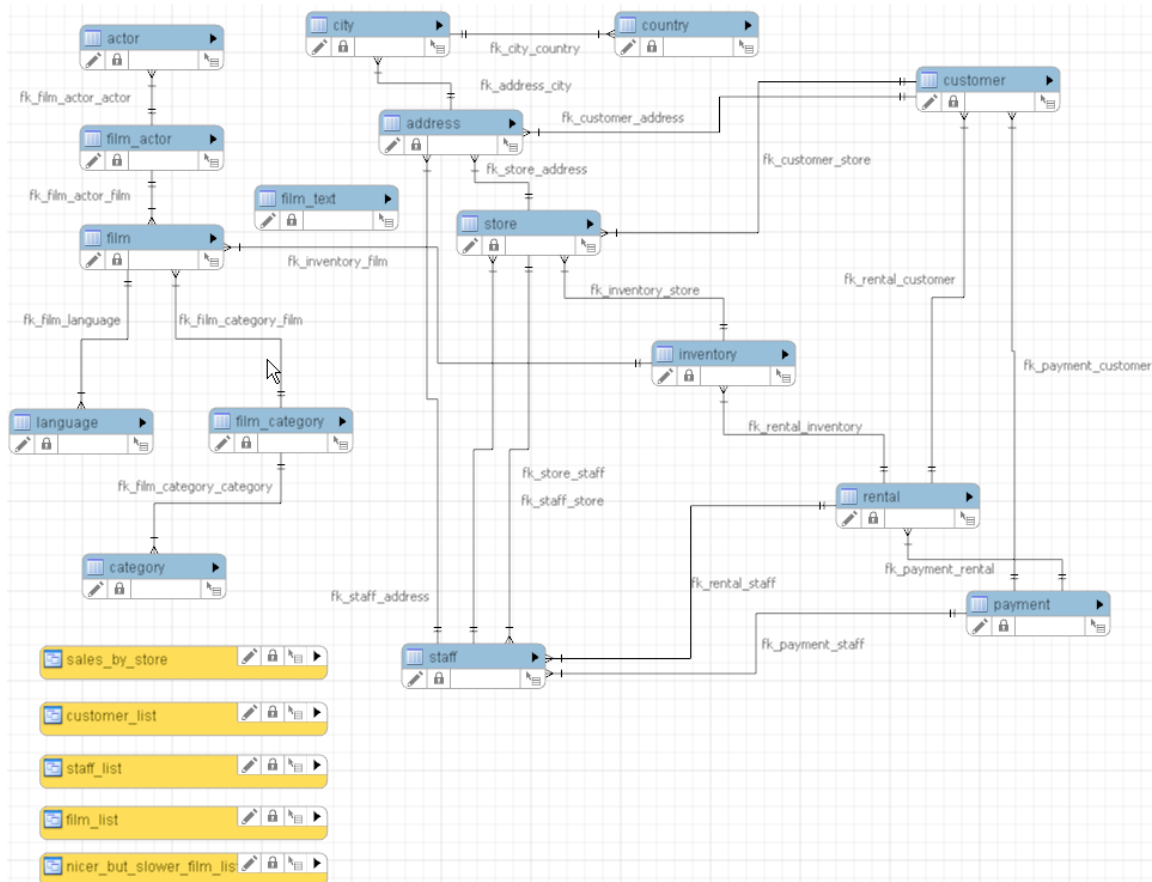 city
country
actor
fk_city_country
customer
fk_address_city
fk_film_actor_actor
address
fk_customer_address
film_actor
fk_customer_store
fk_store_address
fk_film_actor_film
film_text
store
film
fk_inventory_film
fk_rental_customer
fk_inventory_store
fk_film_language
fk_film_category_film
inventory
fk_payment_customer
language
film_category
fk_rental_inventory
fk_store_staff
fk_film_category_category
rental
fk_staff_store
category
fk_payment_rental
fk_rental_staff
fk_staff_address
payment
fk_payment_staff
sales_by_store
staff
customer_list
staff_list
film_list
nicer_but_slower_film_list